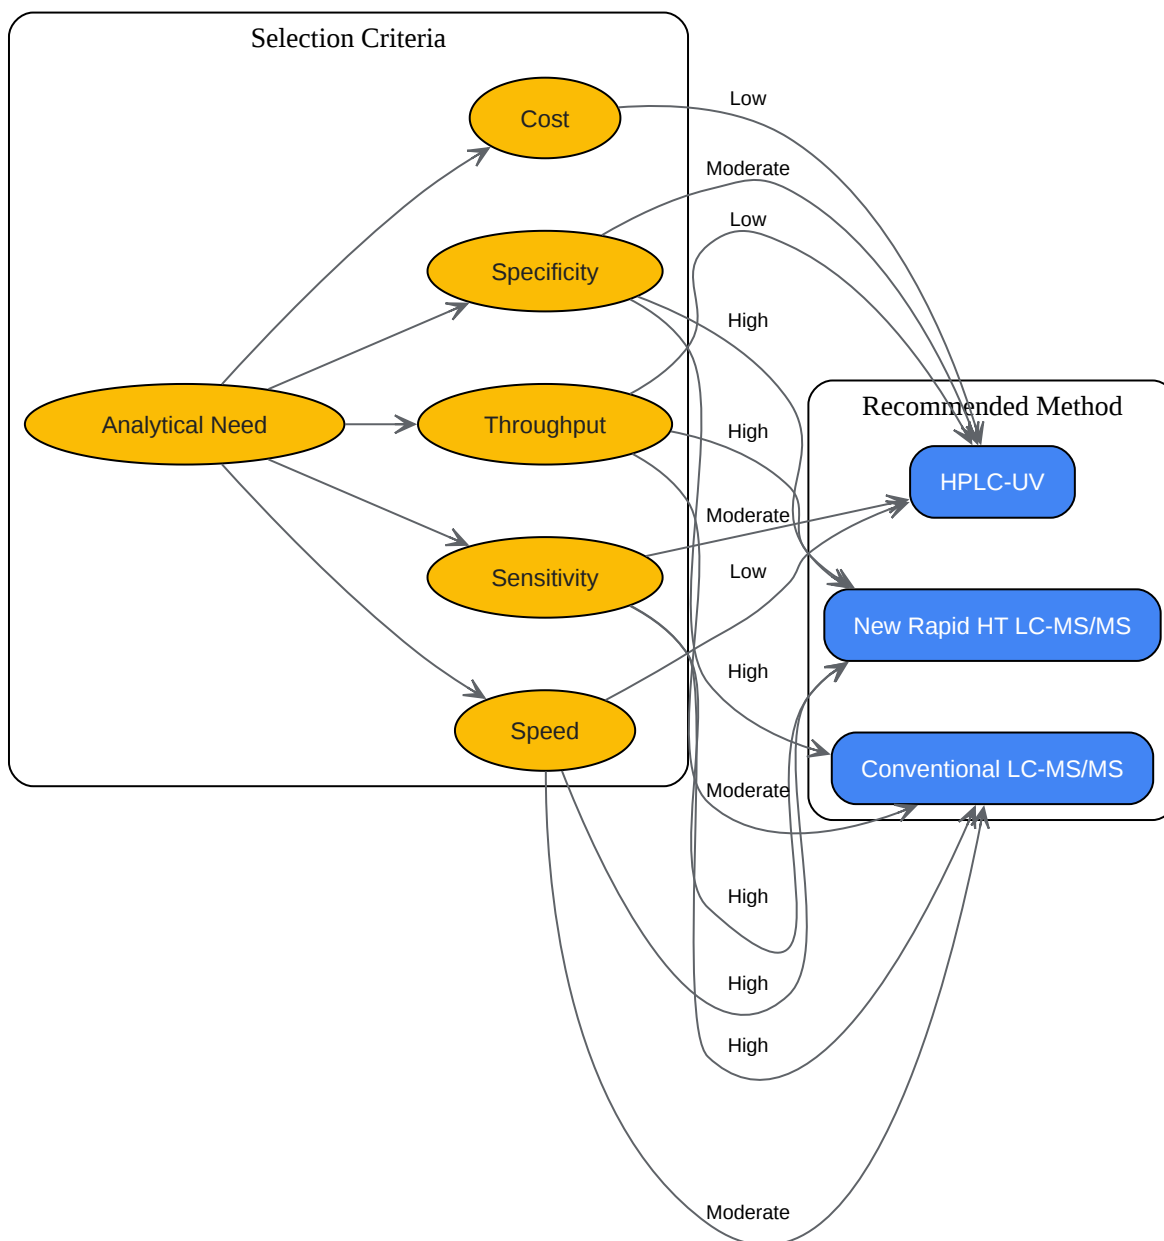 Selection Criteria
Cost
Low
Moderate
Low
Specificity
High
Recommended Method
Analytical Need
Throughput
High
HPLC-UV
Moderate
Sensitivity
Low
New Rapid HT LC-MS/MS
High
Speed
Conventional LC-MS/MS
Moderate
High
High
High
Moderate